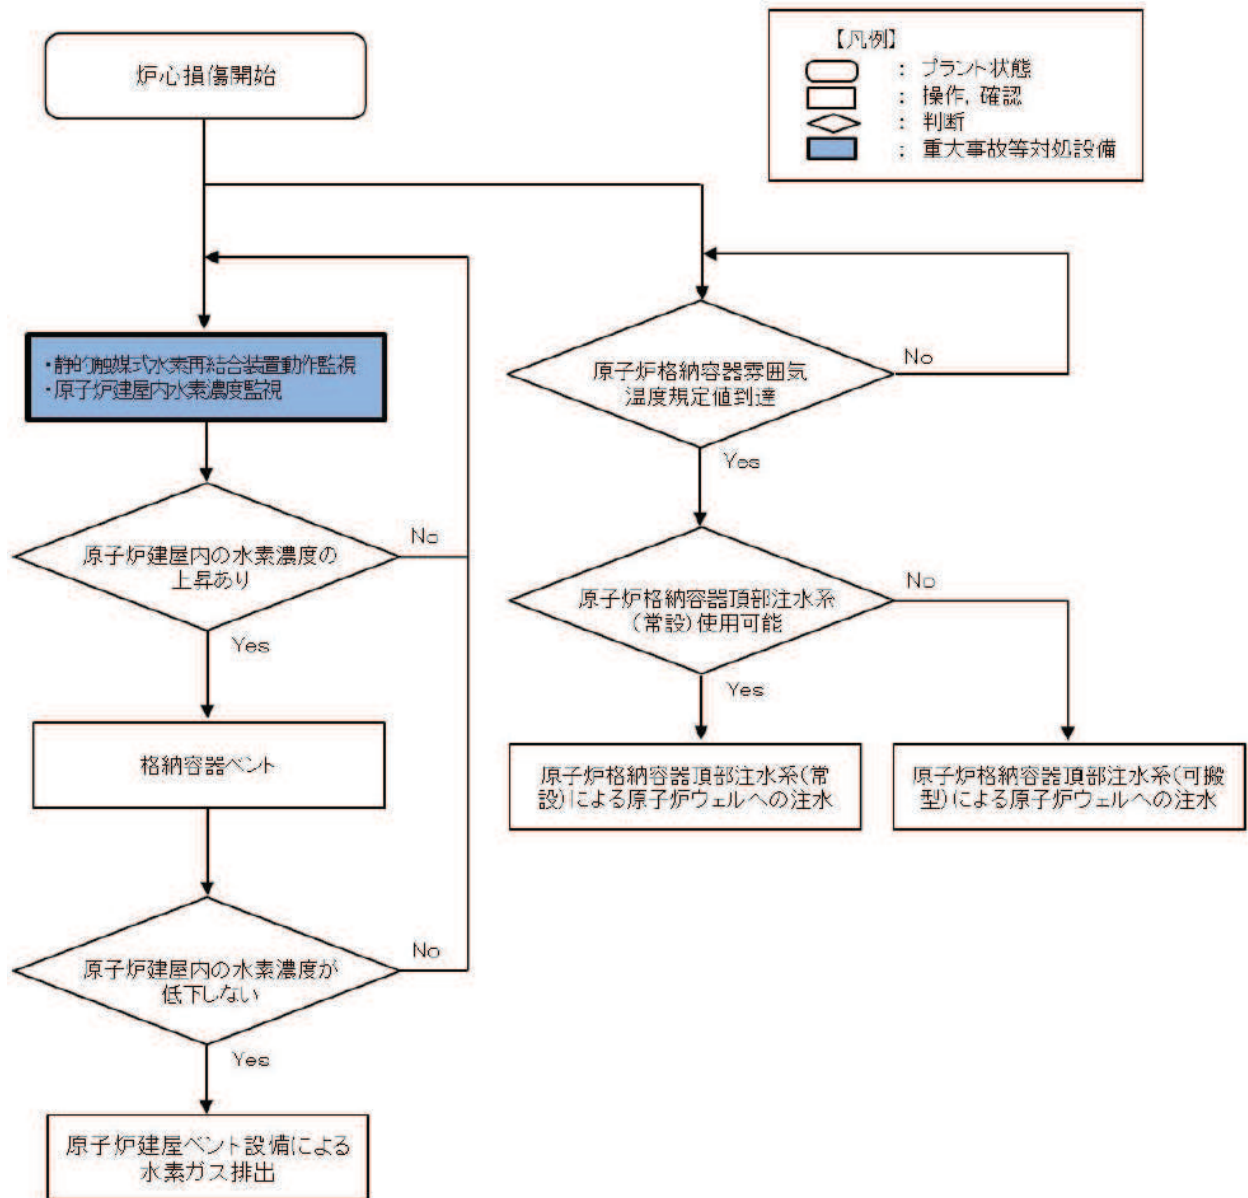 炉心損傷開始
【凡例】
: プラント状態
: 操作, 確認
: 判断
: 重大事故等対処設備
・静的触媒式水素再結合装置動作監視
・原子炉建屋内水素濃度監視
原子炉建屋内の水素濃度の
上昇あり
No
Yes
格納容器ベント
原子炉建屋内の水素濃度が
低下しない
No
Yes
原子炉建屋ベント設備による
水素ガス排出
原子炉格納容器雰囲気
温度規定値到達
No
Yes
原子炉格納容器頂部注水系
(常設)使用可能
No
Yes
原子炉格納容器頂部注水系(常
設)による原子炉ウェルへの注水
原子炉格納容器頂部注水系(可搬
型)による原子炉ウェルへの注水